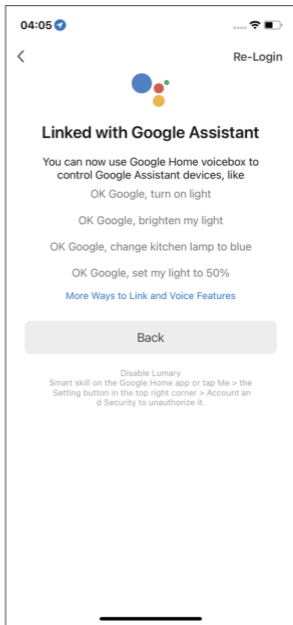 04:05
Re-Login
Linked with Google Assistant
You can now use Google Home voicebox to
control Google Assistant devices, like
OK Google, turn on light
OK Google, brighten my light
OK Google, change kitchen lamp to blue
OK Google, set my light to 50%
More Ways to Link and Voice Features
Back
Disable Lumary
Smart skill on the Google Home app or tap Me > the
Setting button in the top right corner > Account an
d Security to unauthorize it.